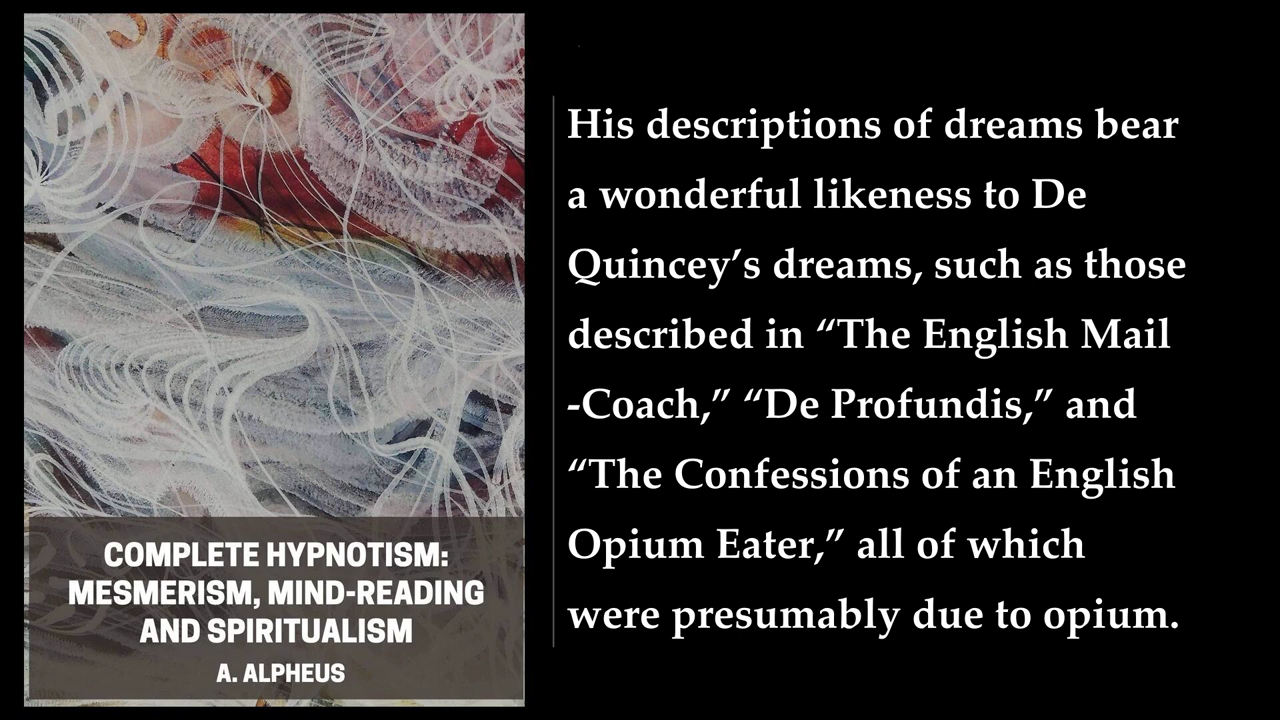 COMPLETE HYPNOTISM:
MESMERISM, MIND-READING
AND SPIRITUALISM
A. ALPHEUS
His descriptions of dreams bear
a wonderful likeness to De
Quincey’s dreams, such as those
described in “The English Mail
-Coach,” “De Profundis,” and
“The Confessions of an English
Opium Eater,” all of which
were presumably due to opium.